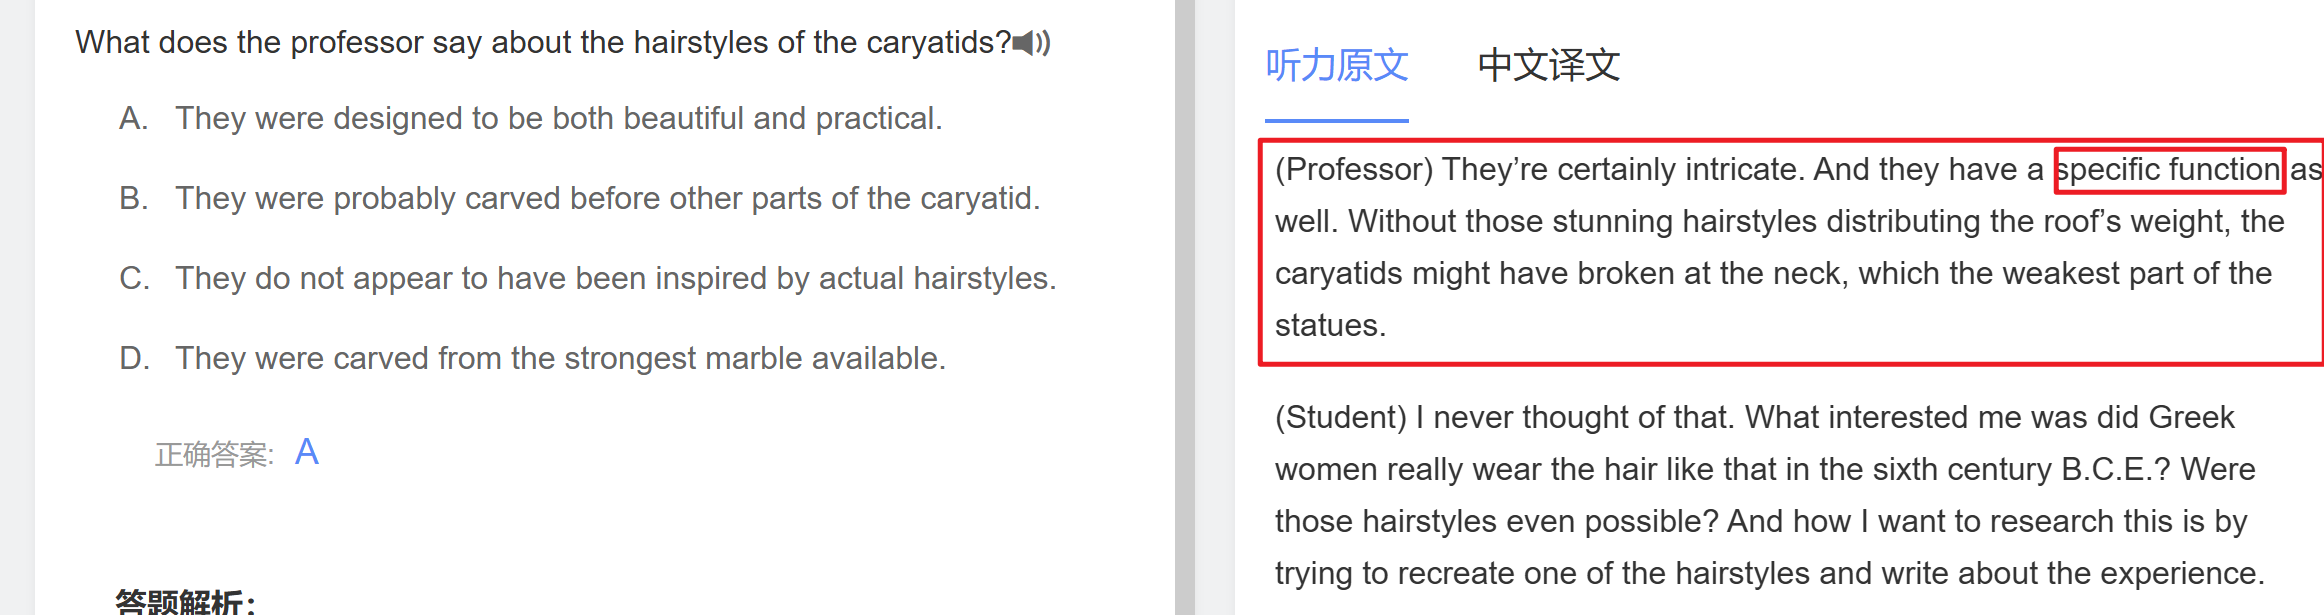 What does the professor say about the hairstyles of the caryatids?
A. They were designed to be both beautiful and practical.
B. They were probably carved before other parts of the caryatid.
C. They do not appear to have been inspired by actual hairstyles.
D. They were carved from the strongest marble available.
正确答案: A
答题解析：
听力原文 中文译文
(Professor) They’re certainly intricate. And they have a specific function as
well. Without those stunning hairstyles distributing the roof’s weight, the
caryatids might have broken at the neck, which the weakest part of the
statues.
(Student) I never thought of that. What interested me was did Greek
women really wear the hair like that in the sixth century B.C.E.? Were
those hairstyles even possible? And how I want to research this is by
trying to recreate one of the hairstyles and write about the experience.